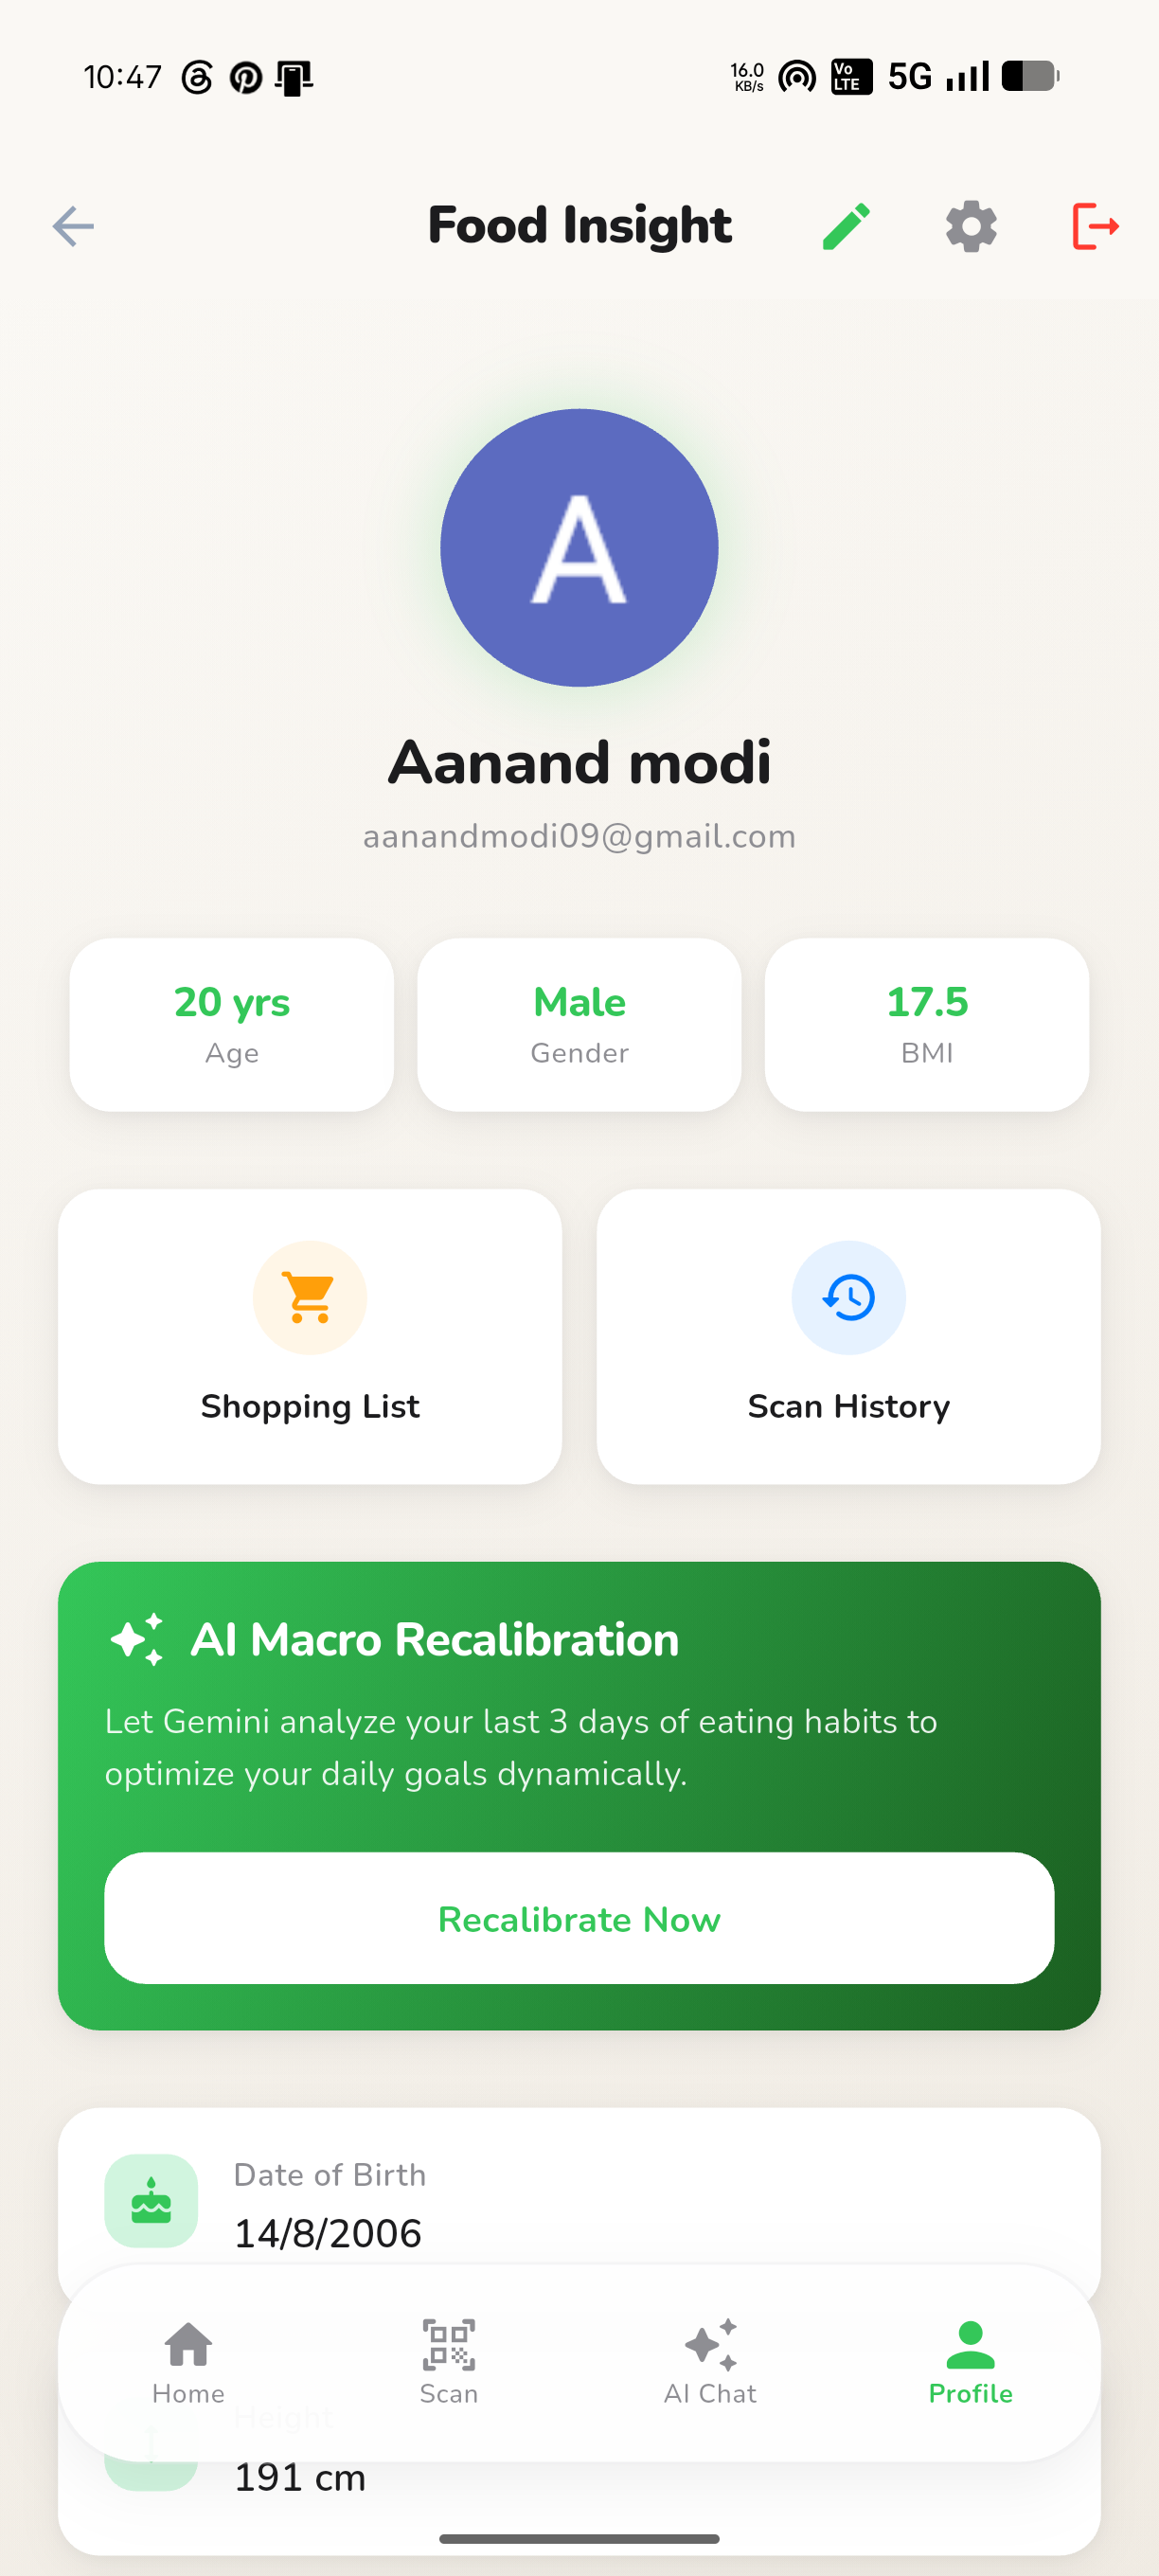 10:47
16.0
KB/s
Vo
LTE
5G
Food Insight
A
Aanand modi
aanandmodi09@gmail.com
20 yrs
Age
Male
Gender
17.5
BMI
Shopping List
Scan History
AI Macro Recalibration
Let Gemini analyze your last 3 days of eating habits to
optimize your daily goals dynamically.
Recalibrate Now
Date of Birth
14/8/2006
Home
Scan
AI Chat
Profile
Height
191 cm